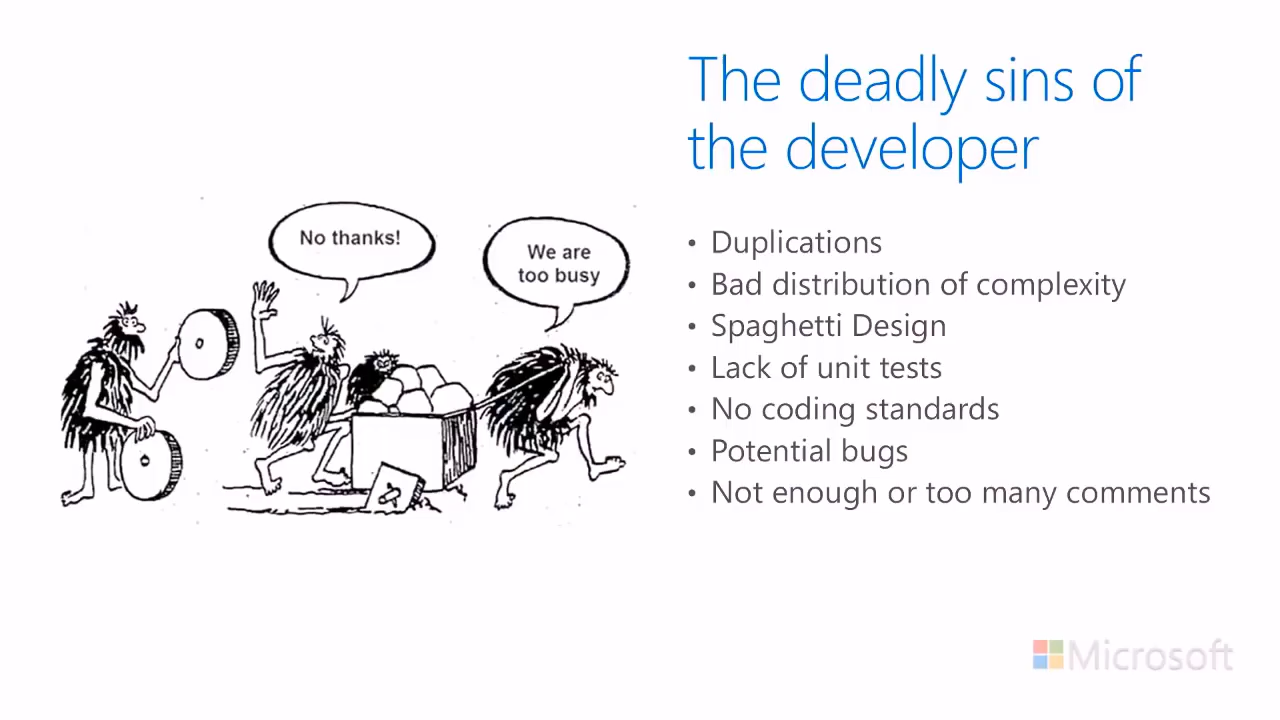 The deadly sins of
the developer
No thanks!
We are
too busy
• Duplications
• Bad distribution of complexity
• Spaghetti Design
• Lack of unit tests
• No coding standards
• Potential bugs
• Not enough or too many comments
Microsoft